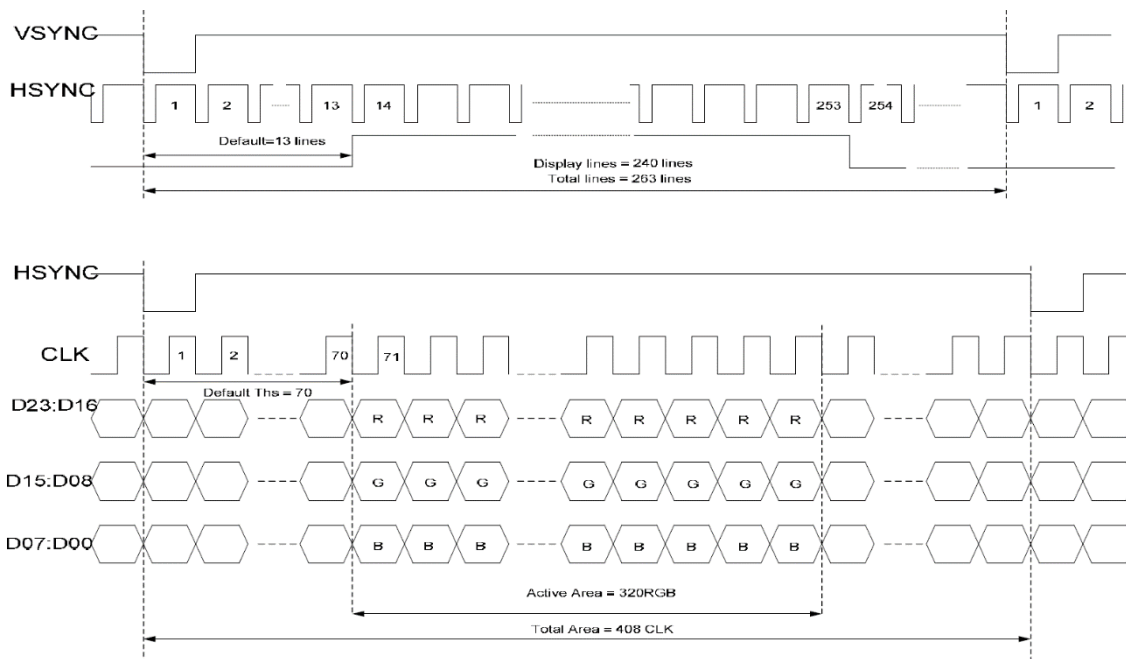 VSYNC
HSYNC
1 2 13 14 253 254 1 2
Default=13 lines
Display lines = 240 lines
Total lines = 263 lines
HSYNC
CLK
1 2 70 71
Default Ths = 70
D23:D16
R R R R R R R R
D15:D08
G G G G G G G G
D07:D00
B B B B B B B B
Active Area = 320RGB
Total Area = 408 CLK